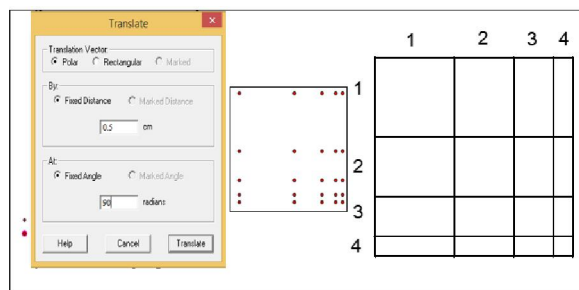 Translate
Translation Vector:
Polar Rectangular Marked
By:
Fixed Distance Marked Distance
0.5 cm
At:
Fixed Angle Marked Angle
90 radians
Help Cancel Translate
1
2
3
4
1 2 3 4